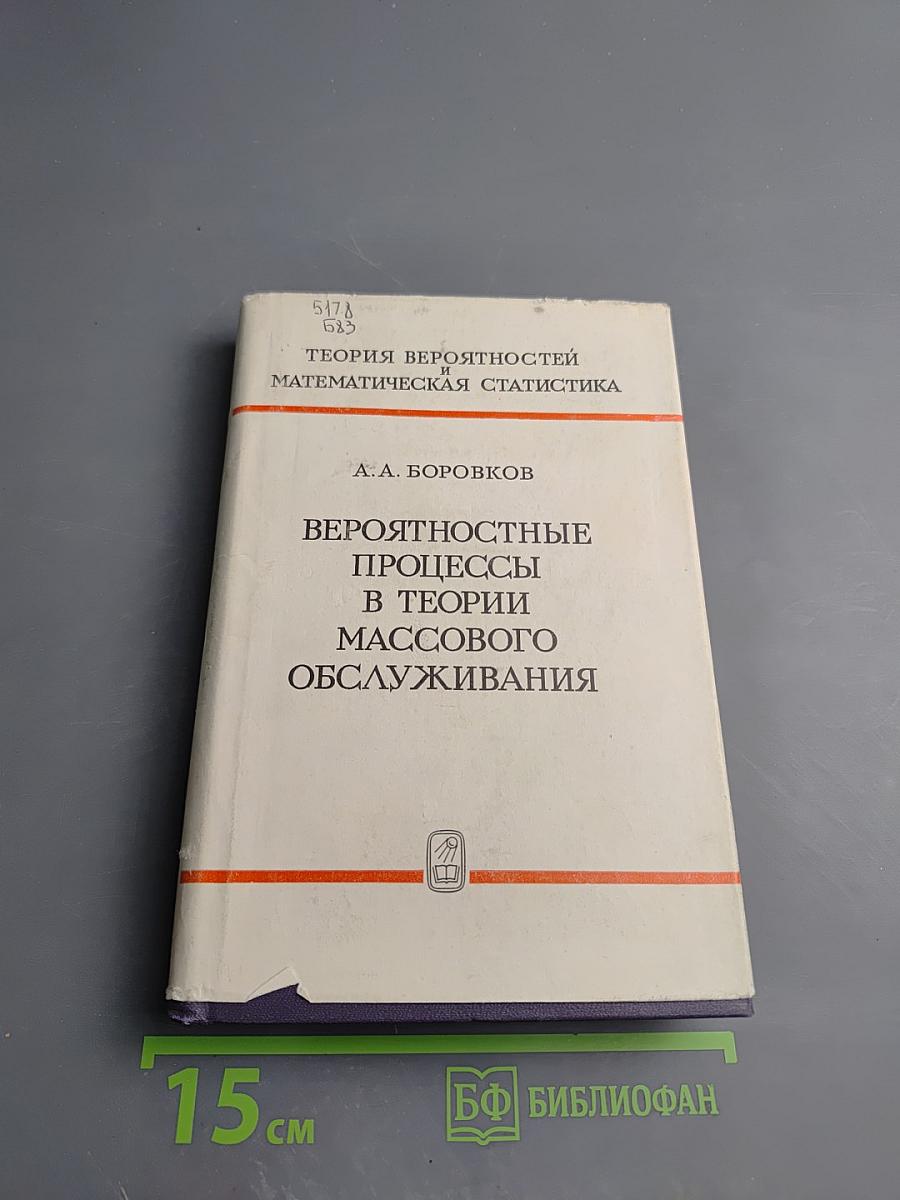 517.8
Б83
ТЕОРИЯ ВЕРОЯТНОСТЕЙ
И
МАТЕМАТИЧЕСКАЯ СТАТИСТИКА
А. А. БОРОВКОВ
ВЕРОЯТНОСТНЫЕ
ПРОЦЕССЫ
В ТЕОРИИ
МАССОВОГО
ОБСЛУЖИВАНИЯ
15 см
БФ БИБЛИОФАН